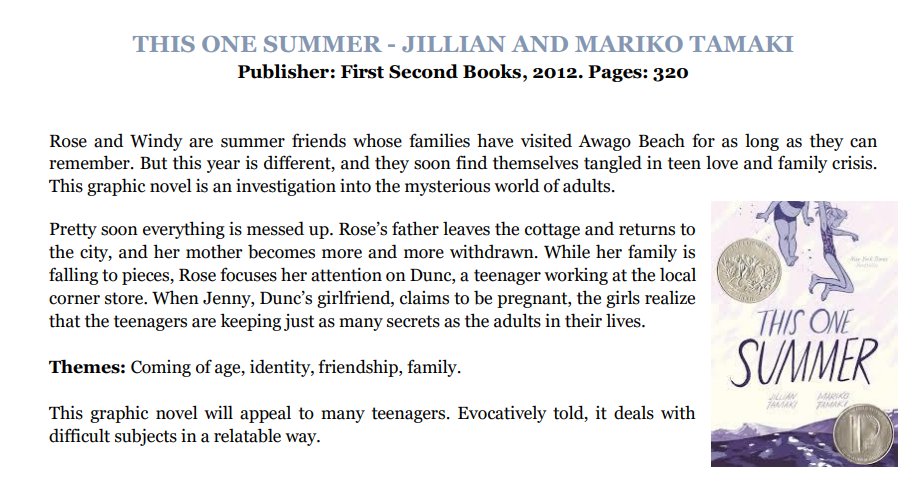 THIS ONE SUMMER - JILLIAN AND MARIKO TAMAKI
Publisher: First Second Books, 2012. Pages: 320
Rose and Windy are summer friends whose families have visited Awago Beach for as long as they can
remember. But this year is different, and they soon find themselves tangled in teen love and family crisis.
This graphic novel is an investigation into the mysterious world of adults.
Pretty soon everything is messed up. Rose’s father leaves the cottage and returns to
the city, and her mother becomes more and more withdrawn. While her family is
falling to pieces, Rose focuses her attention on Dunc, a teenager working at the local
corner store. When Jenny, Dunc’s girlfriend, claims to be pregnant, the girls realize
that the teenagers are keeping just as many secrets as the adults in their lives.
Themes: Coming of age, identity, friendship, family.
This graphic novel will appeal to many teenagers. Evocatively told, it deals with
difficult subjects in a relatable way.
New York Times
THIS ONE
SUMMER
JILLIAN MARIKO
TAMAKI TAMAKI